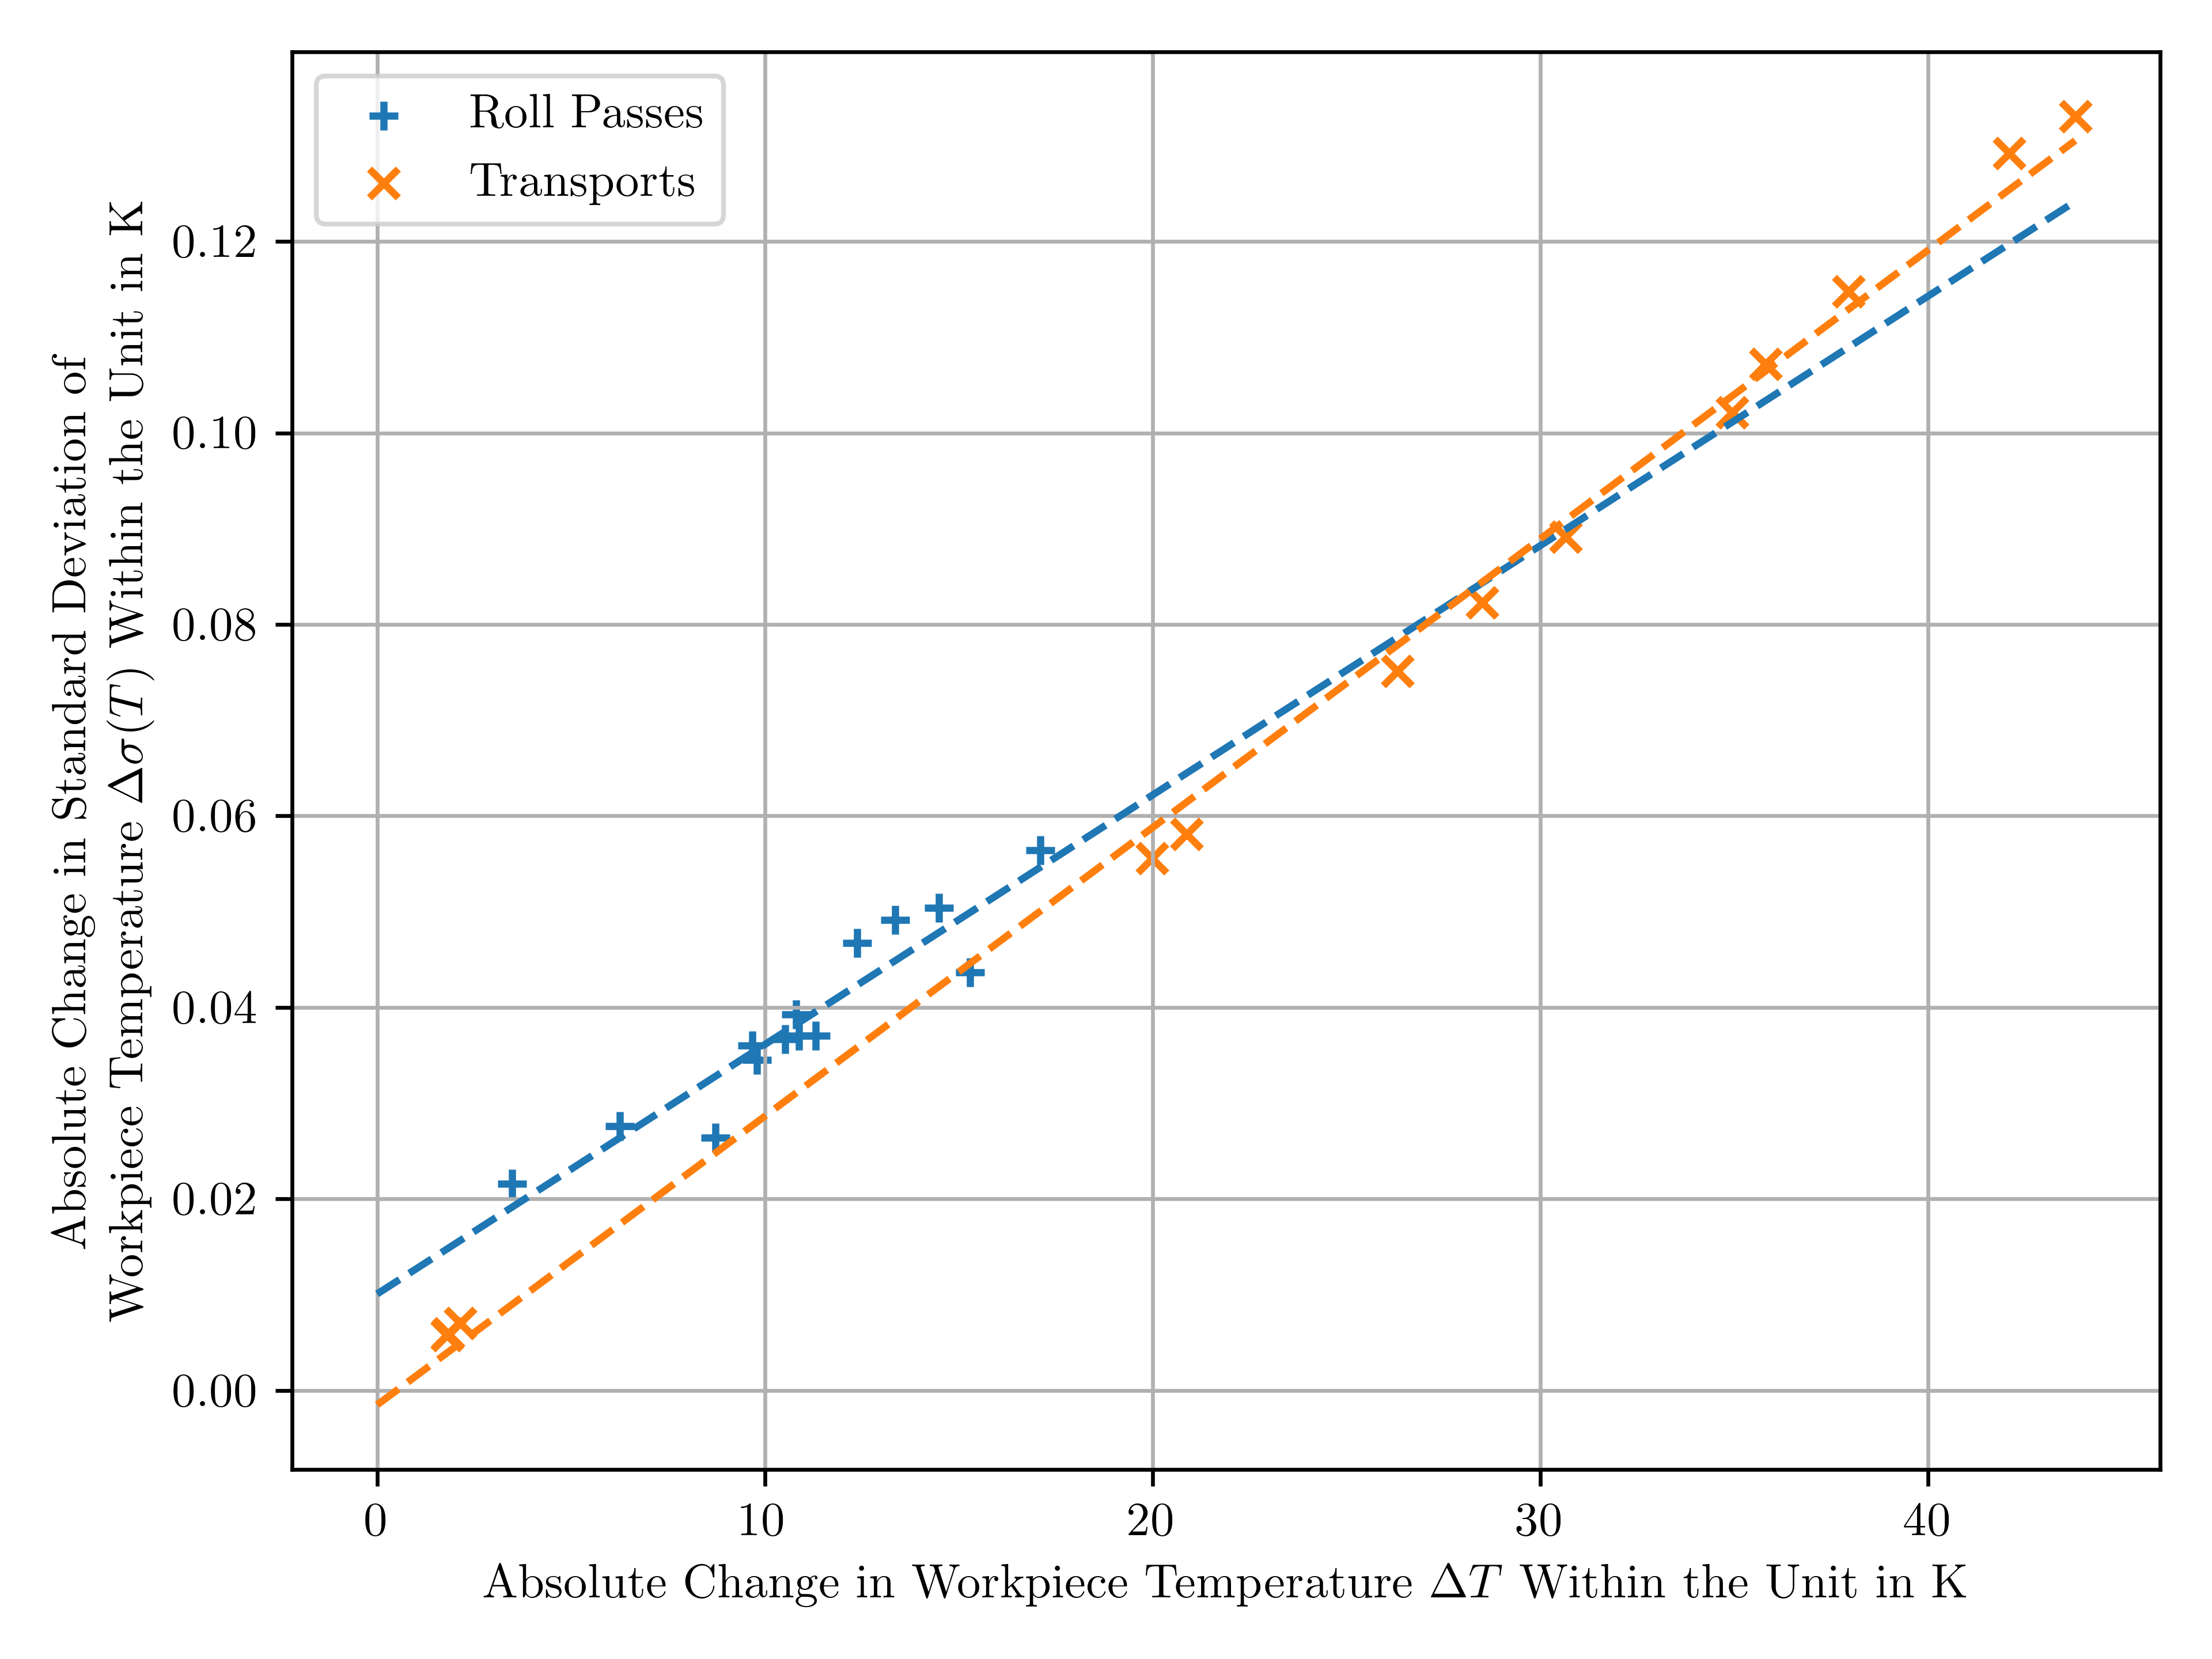 Roll Passes
Transports
Absolute Change in Standard Deviation of
Workpiece Temperature Δσ(T) Within the Unit in K
0.12
0.10
0.08
0.06
0.04
0.02
0.00
0
10
20
30
40
Absolute Change in Workpiece Temperature ΔT Within the Unit in K